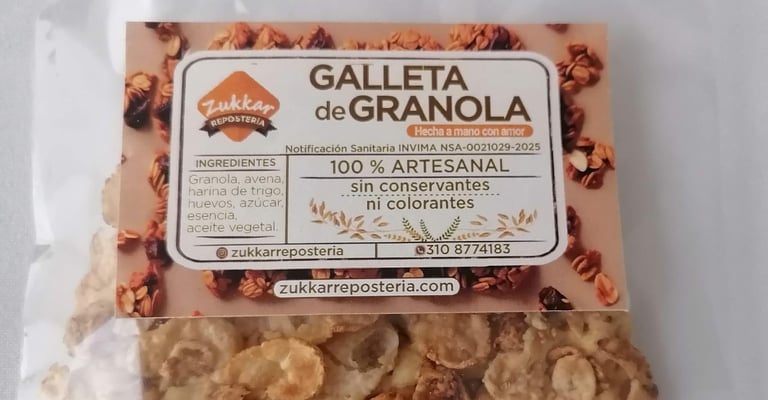 GALLETA
de GRANOLA
Zukkar
REPOSTERÍA
Hecha a mano con amor
Notificación Sanitaria INVIMA NSA-0021029-2025
INGREDIENTES
Granola, avena,
harina de trigo,
huevos, azúcar,
esencia,
aceite vegetal.
100 % ARTESANAL
sin conservantes
ni colorantes
@zukkarreposteria
310 8774183
zukkarreposteria.com